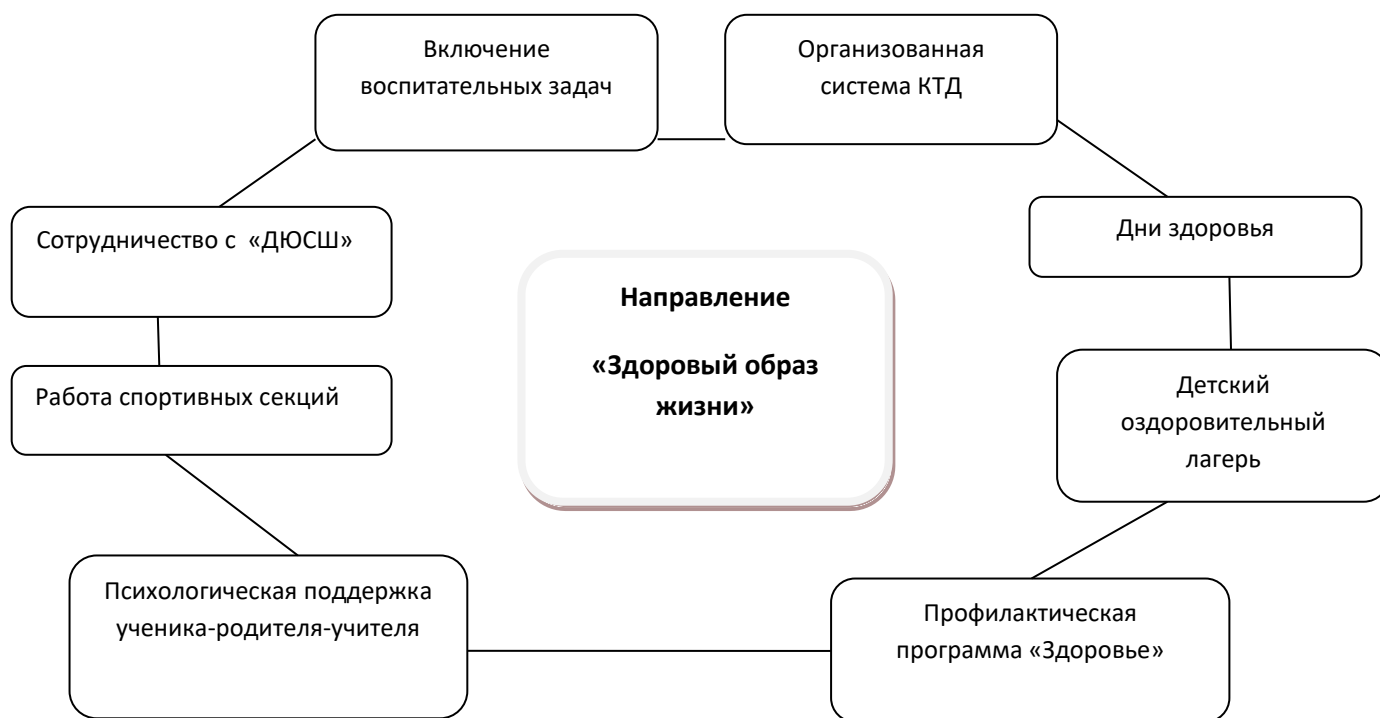 Включение
воспитательных задач
Организованная
система КТД
Сотрудничество с «ДЮСШ»
Дни здоровья
Направление
«Здоровый образ
жизни»
Работа спортивных секций
Детский
оздоровительный
лагерь
Психологическая поддержка
ученика-родителя-учителя
Профилактическая
программа «Здоровье»